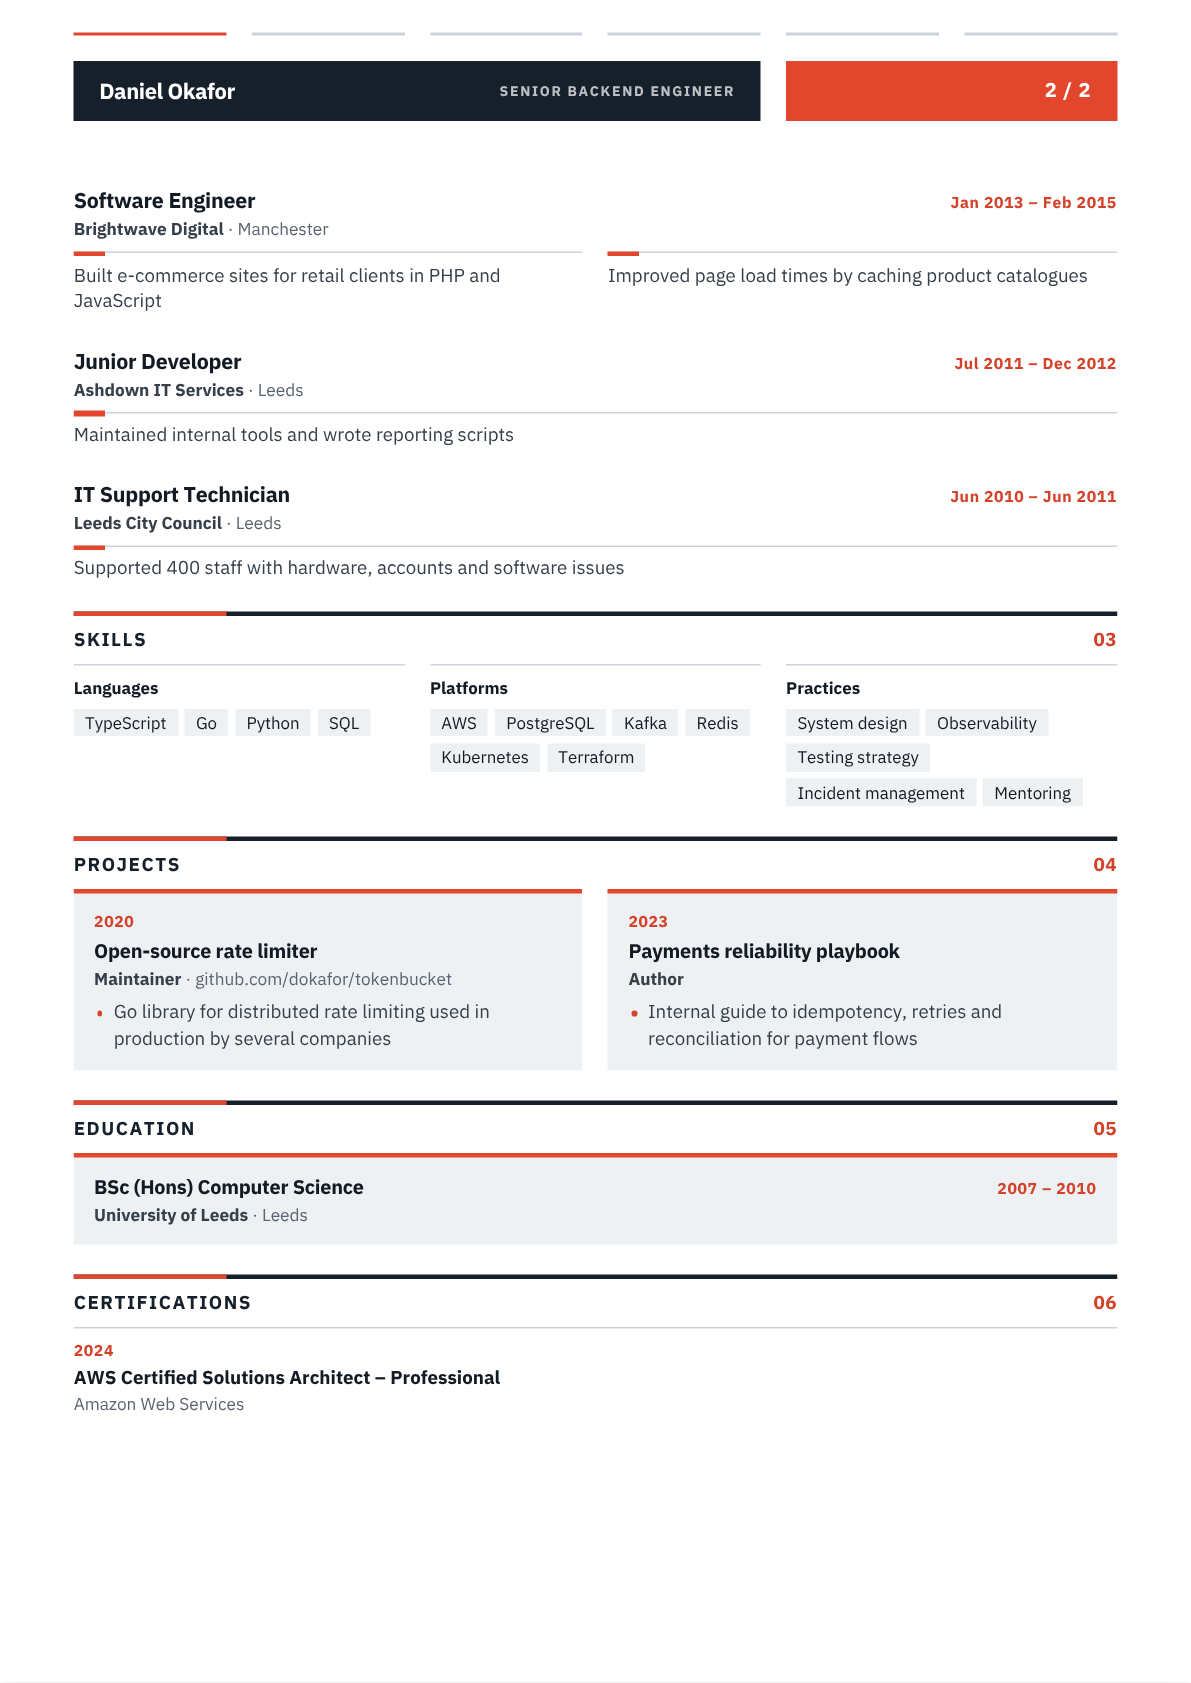 Daniel Okafor
SENIOR BACKEND ENGINEER
2 / 2
Software Engineer
Jan 2013 – Feb 2015
Brightwave Digital · Manchester
Built e-commerce sites for retail clients in PHP and
JavaScript
Improved page load times by caching product catalogues
Junior Developer
Jul 2011 – Dec 2012
Ashdown IT Services · Leeds
Maintained internal tools and wrote reporting scripts
IT Support Technician
Jun 2010 – Jun 2011
Leeds City Council · Leeds
Supported 400 staff with hardware, accounts and software issues
SKILLS
03
Languages
TypeScript Go Python SQL
Platforms
AWS PostgreSQL Kafka Redis
Kubernetes Terraform
Practices
System design Observability
Testing strategy
Incident management Mentoring
PROJECTS
04
2020
Open-source rate limiter
Maintainer · github.com/dokafor/tokenbucket
• Go library for distributed rate limiting used in
production by several companies
2023
Payments reliability playbook
Author
• Internal guide to idempotency, retries and
reconciliation for payment flows
EDUCATION
05
BSc (Hons) Computer Science
2007 – 2010
University of Leeds · Leeds
CERTIFICATIONS
06
2024
AWS Certified Solutions Architect – Professional
Amazon Web Services